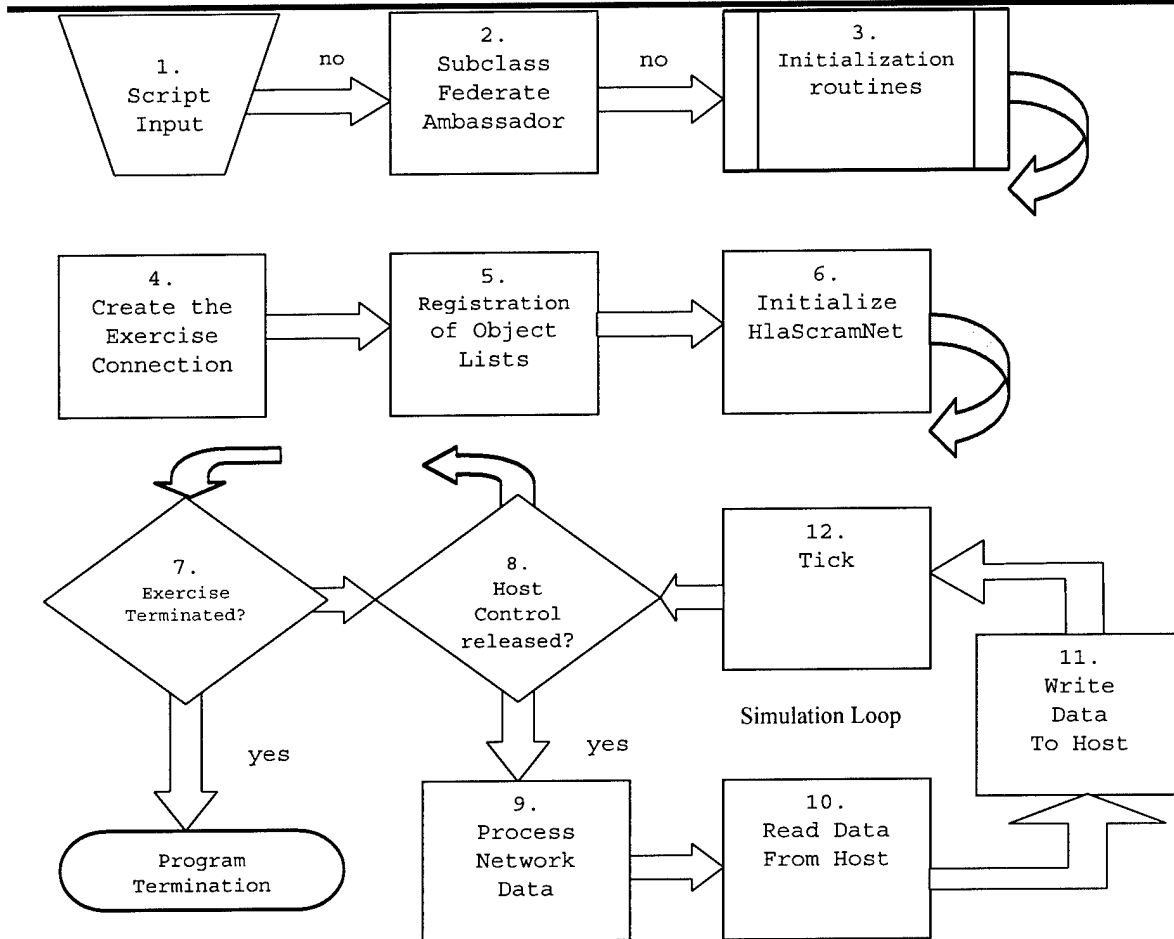 1.
Script
Input
no
2.
Subclass
Federate
Ambassador
no
3.
Initialization
routines
4.
Create the
Exercise
Connection
5.
Registration
of Object
Lists
6.
Initialize
HlaScramNet
7.
Exercise
Terminated?
yes
8.
Host
Control
released?
yes
12.
Tick
11.
Write
Data
To Host
Simulation Loop
9.
Process
Network
Data
10.
Read Data
From Host
Program
Termination